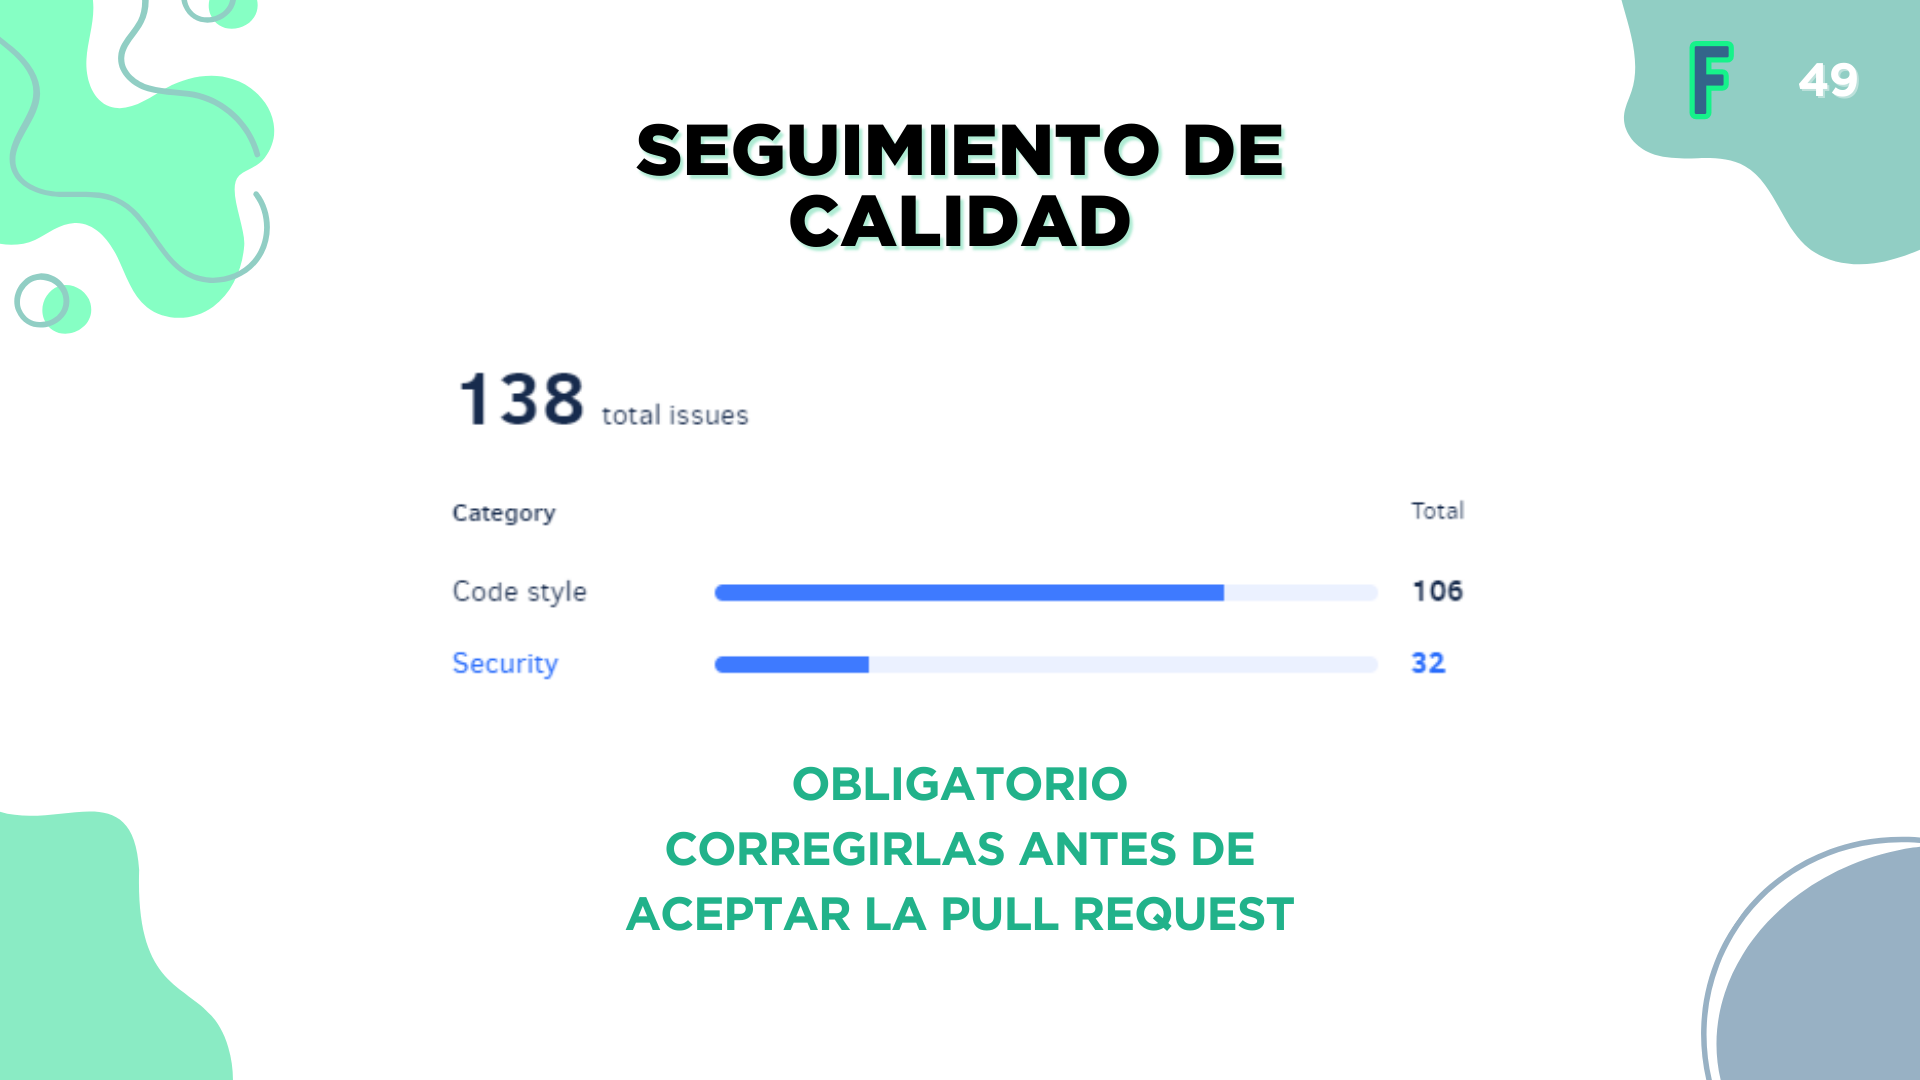 F
49
SEGUIMIENTO DE
CALIDAD
138 total issues
Category Total
Code style 106
Security 32
OBLIGATORIO
CORREGIRLAS ANTES DE
ACEPTAR LA PULL REQUEST